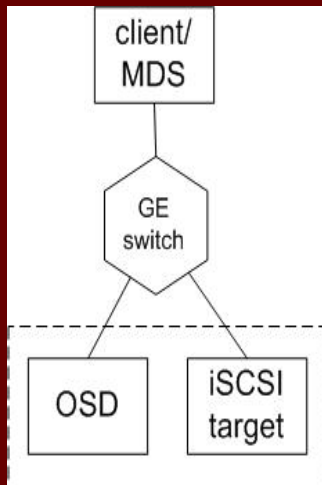 client/
MDS
GE
switch
OSD
iSCSI
target